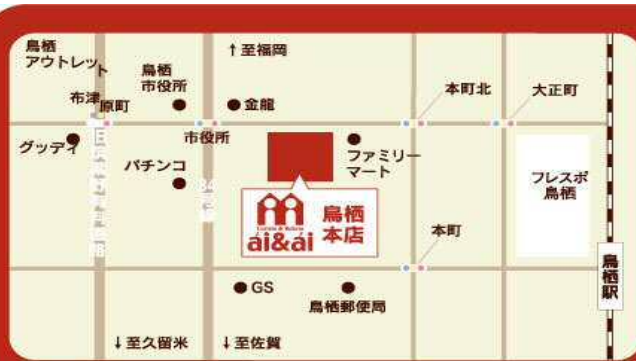 鳥栖
アウトレット
鳥栖
市役所
↑至福岡
金龍
本町北
大正町
布津
原町
市役所
グッディ
パチンコ
ファミリー
マート
フレスポ
鳥栖
ái&ái
鳥栖
本店
本町
鳥栖駅
GS
鳥栖郵便局
↓至久留米
↓至佐賀